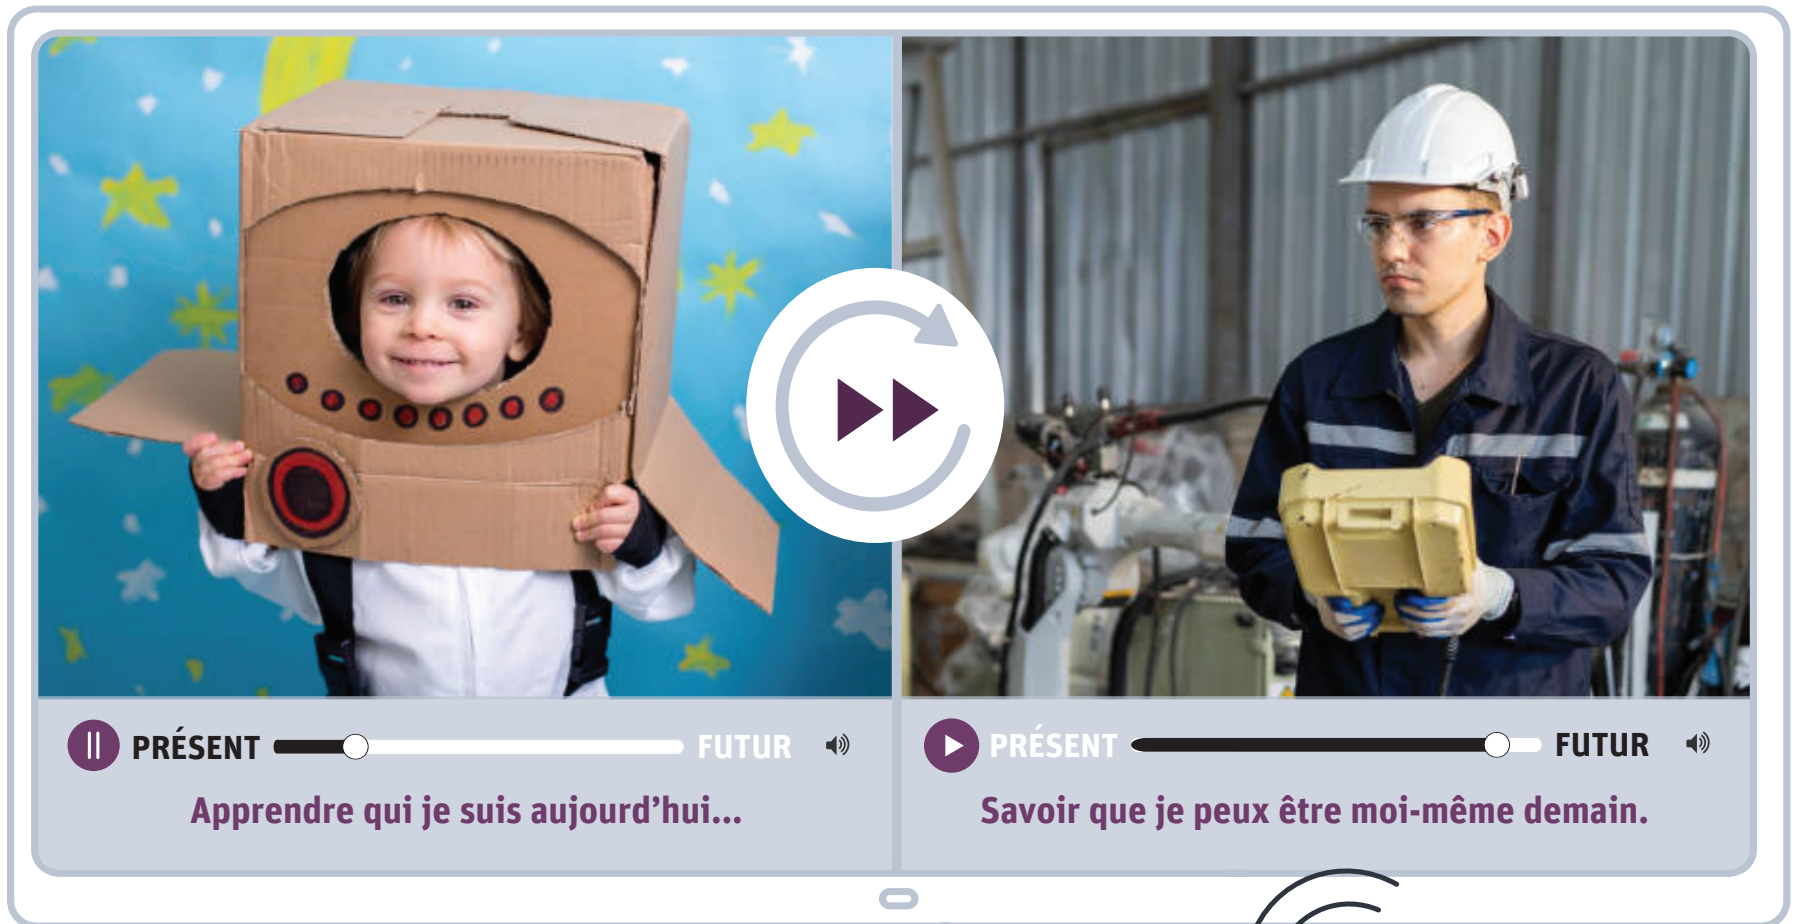 PRÉSENT FUTUR
Apprendre qui je suis aujourd’hui...
PRÉSENT FUTUR
Savoir que je peux être moi-même demain.